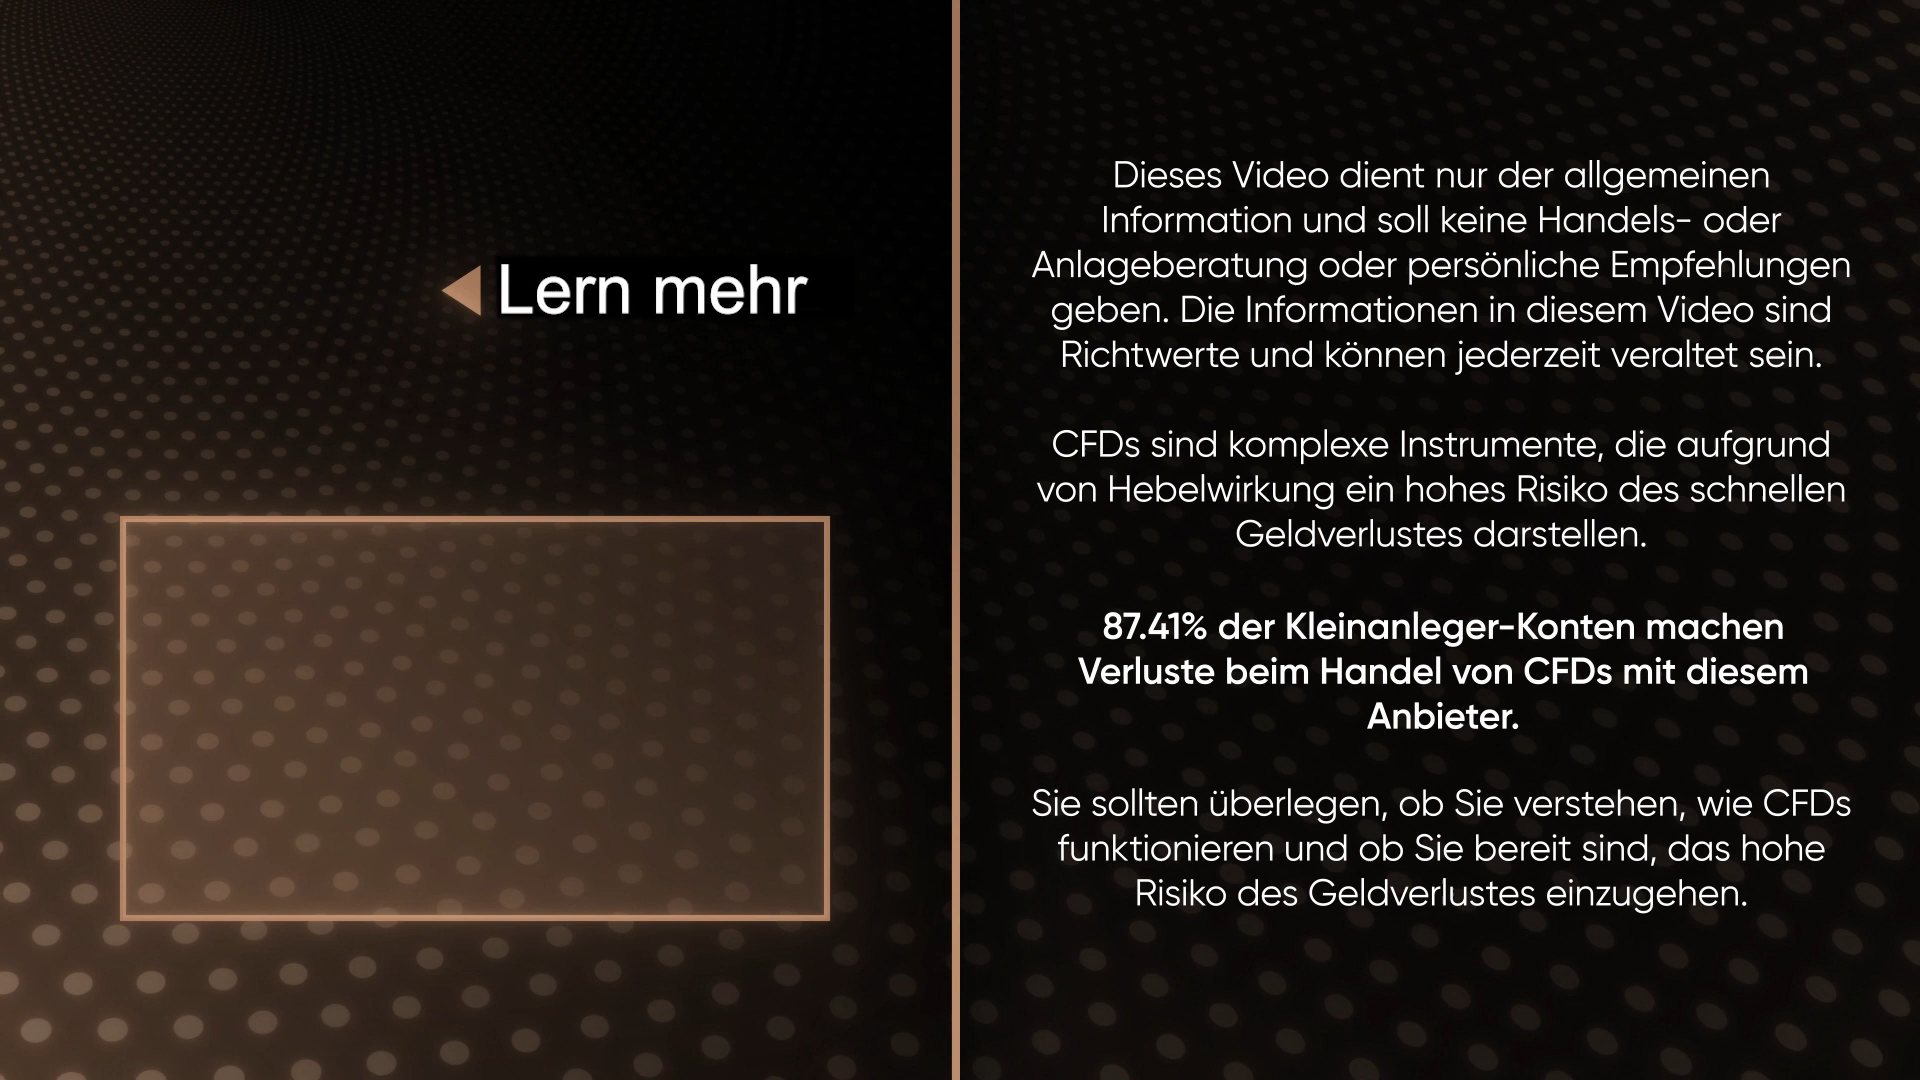 Lern mehr
Dieses Video dient nur der allgemeinen
Information und soll keine Handels- oder
Anlageberatung oder persönliche Empfehlungen
geben. Die Informationen in diesem Video sind
Richtwerte und können jederzeit veraltet sein.
CFDs sind komplexe Instrumente, die aufgrund
von Hebelwirkung ein hohes Risiko des schnellen
Geldverlustes darstellen.
87.41% der Kleinanleger-Konten machen
Verluste beim Handel von CFDs mit diesem
Anbieter.
Sie sollten überlegen, ob Sie verstehen, wie CFDs
funktionieren und ob Sie bereit sind, das hohe
Risiko des Geldverlustes einzugehen.